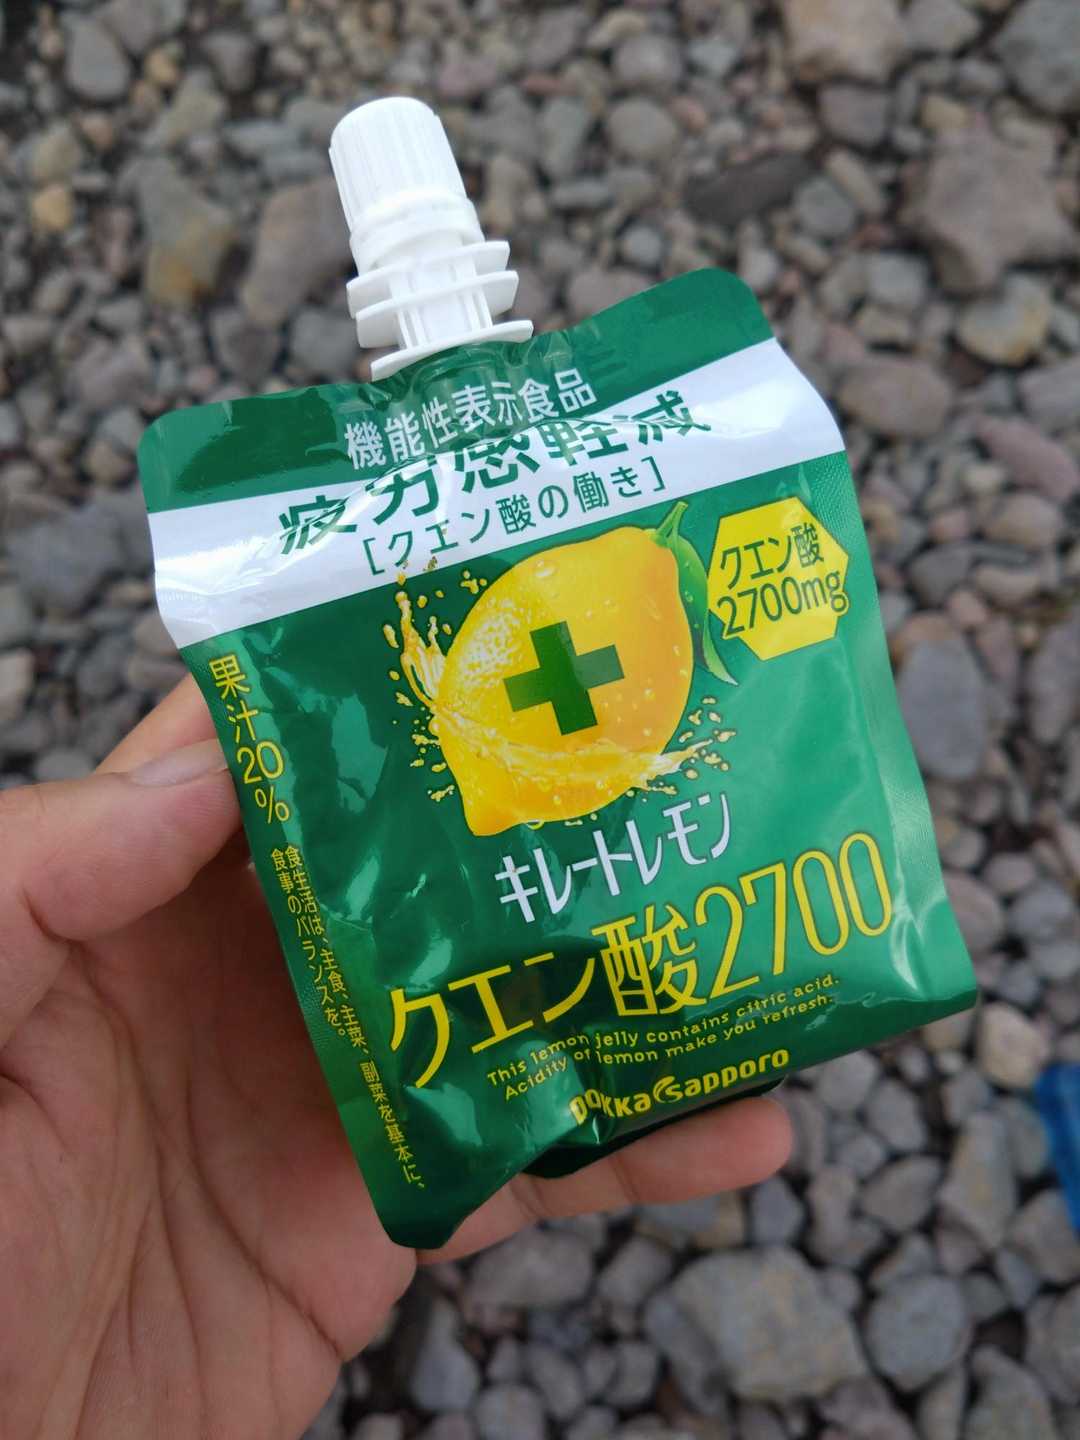 機能性表示食品
疲労感軽減
[クエン酸の働き]
クエン酸
2700mg
果汁20%
食生活は、主食、主菜、副菜を基本に、
食事のバランスを。
キレートレモン
クエン酸2700
This lemon jelly contains citric acid.
Acidity of lemon make you refresh.
POKKA sapporo